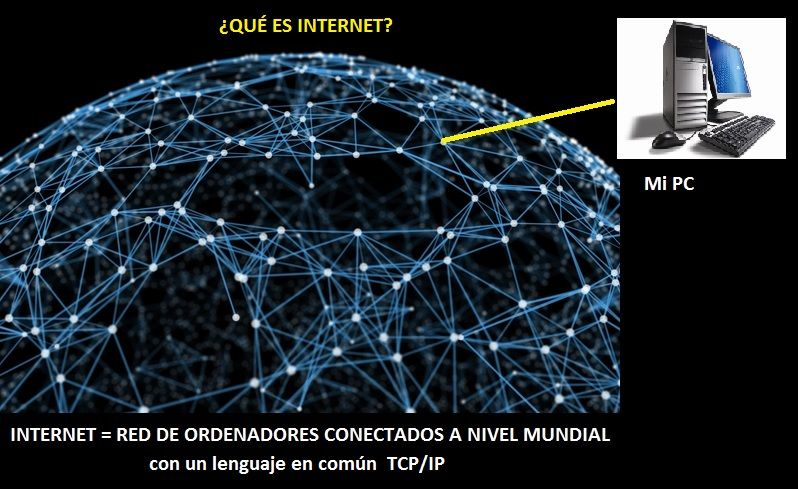 ¿QUÉ ES INTERNET?
Mi PC
INTERNET = RED DE ORDENADORES CONECTADOS A NIVEL MUNDIAL
con un lenguaje en común TCP/IP